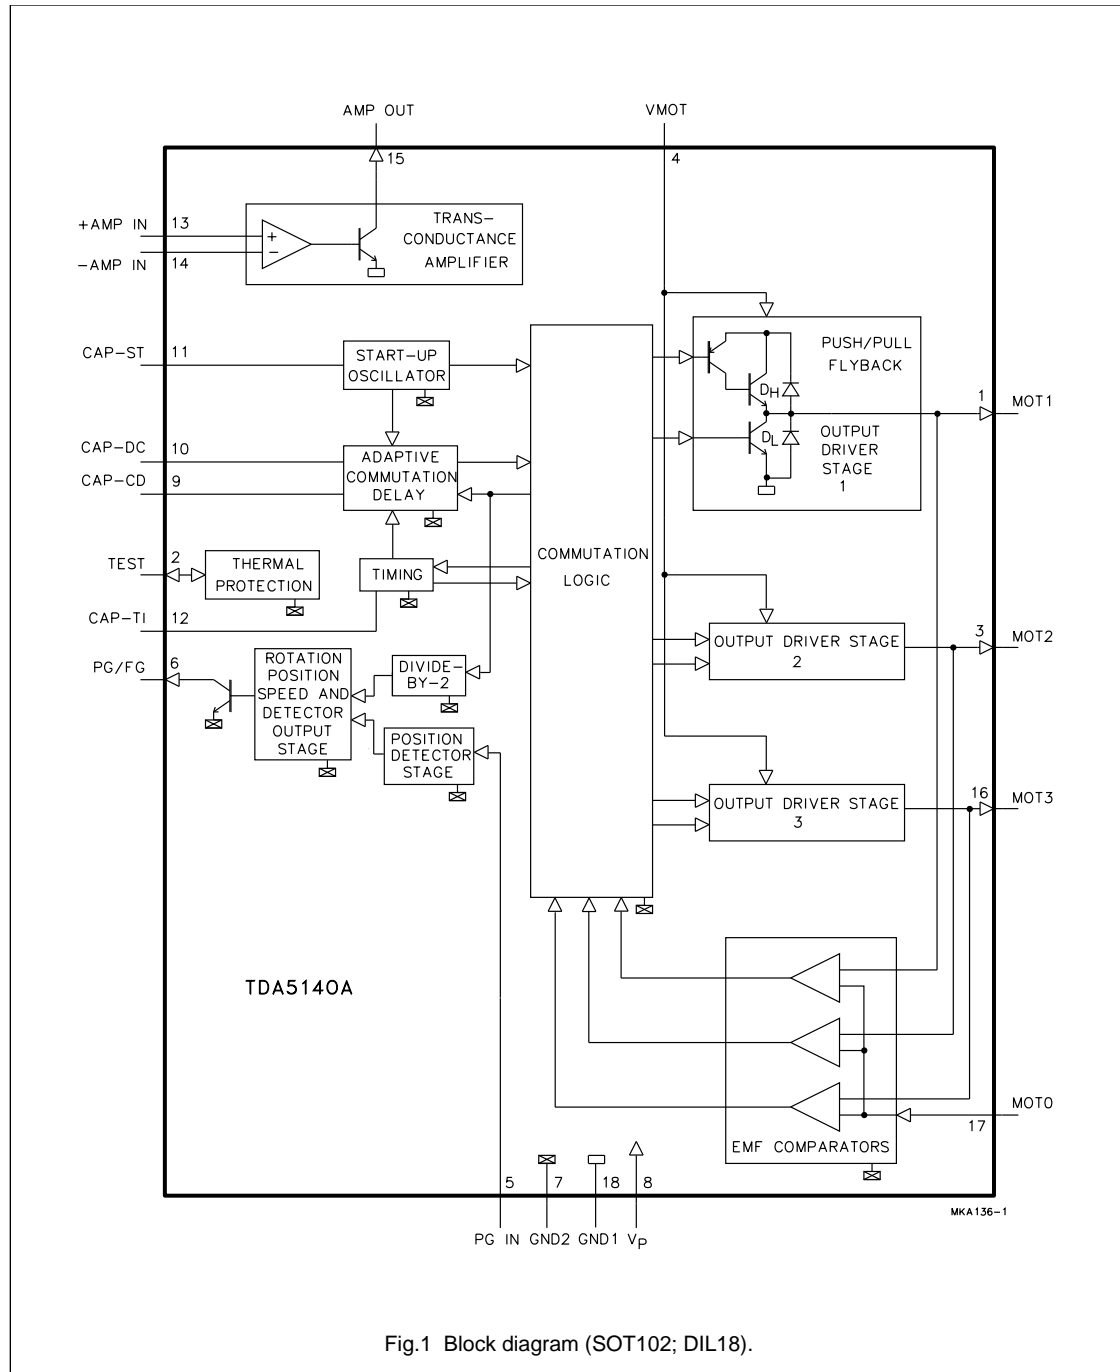 AMP OUT
VMOT
15
4
+AMP IN
13
-AMP IN
14
+
-
TRANS-
CONDUCTANCE
AMPLIFIER
CAP-ST
11
START-UP
OSCILLATOR
PUSH/PULL
FLYBACK
DH
DL
OUTPUT
DRIVER
STAGE
1
1
MOT1
CAP-DC
10
CAP-CD
9
ADAPTIVE
COMMUTATION
DELAY
TEST
2
THERMAL
PROTECTION
TIMING
COMMUTATION
LOGIC
CAP-TI
12
PG/FG
6
ROTATION
POSITION
SPEED AND
DETECTOR
OUTPUT
STAGE
DIVIDE-
BY-2
POSITION
DETECTOR
STAGE
OUTPUT DRIVER STAGE
2
3
MOT2
OUTPUT DRIVER STAGE
3
16
MOT3
TDA5140A
MOT0
17
EMF COMPARATORS
5
7
18
8
PG IN
GND2
GND1
VP
MKA136-1
Fig.1 Block diagram (SOT102; DIL18).